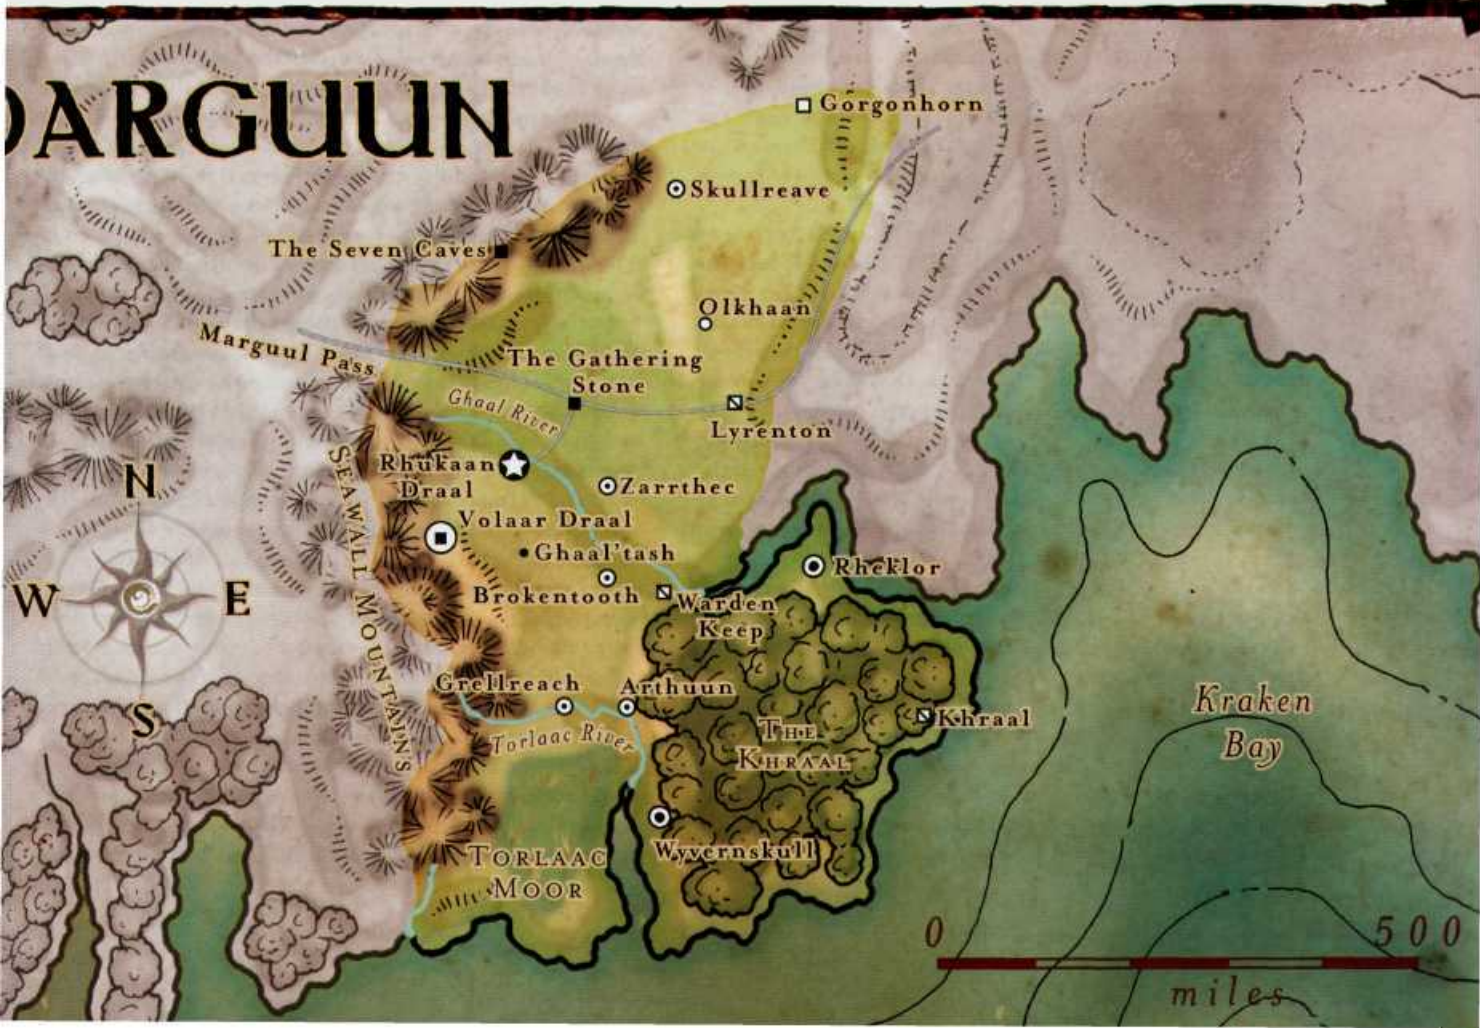 DARGUUN
Gorgonhorn
Skullreave
The Seven Caves
Olkhaan
Marguul Pass
The Gathering
Stone
Ghaal River
Lyrenton
Rhukaan
Draal
Zarrthec
Seawall Mountains
N
Volaar Draal
Ghaal'tash
Rheklor
W
E
Brokentooth
Warden
Keep
Grellreach
Arthuun
S
Kraken
Bay
Khraal
The
Khraal
Torlaac River
Wyvernskull
Torlaac
Moor
0
500
miles